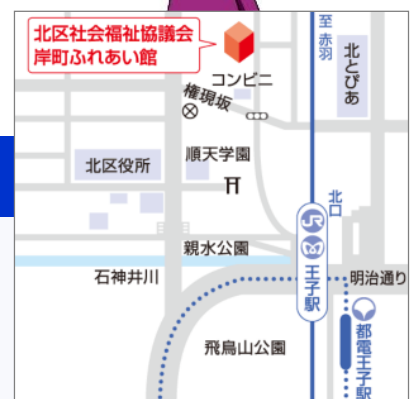 北区社会福祉協議会
岸町ふれあい館
至 赤羽
北とぴあ
コンビニ
権現坂
北区役所
順天学園
北口
JR
王子駅
親水公園
石神井川
明治通り
飛鳥山公園
都電王子駅